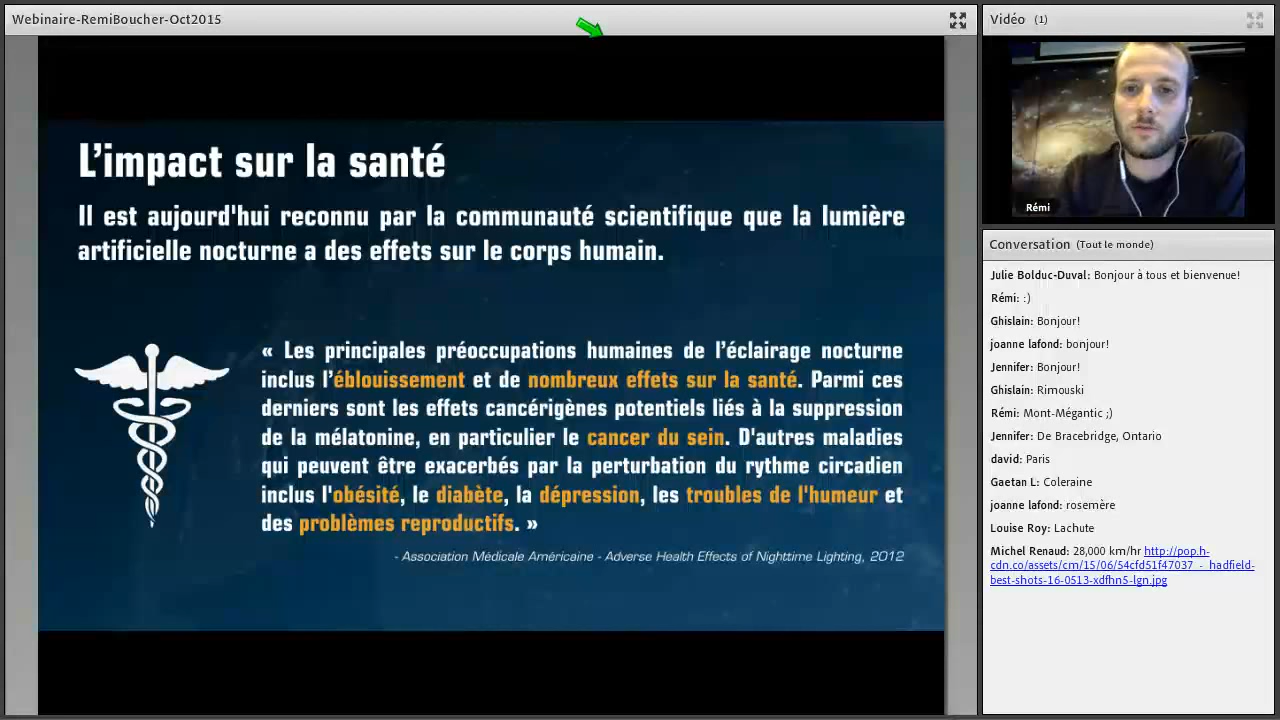 Webinaire-RemiBoucher-Oct2015
L'impact sur la santé
Il est aujourd'hui reconnu par la communauté scientifique que la lumière
artificielle nocturne a des effets sur le corps humain.
« Les principales préoccupations humaines de l'éclairage nocturne
inclus l'éblouissement et de nombreux effets sur la santé. Parmi ces
derniers sont les effets cancérigènes potentiels liés à la suppression
de la mélatonine, en particulier le cancer du sein. D'autres maladies
qui peuvent être exacerbés par la perturbation du rythme circadien
inclus l'obésité, le diabète, la dépression, les troubles de l'humeur et
des problèmes reproductifs. »
- Association Médicale Américaine - Adverse Health Effects of Nighttime Lighting, 2012
Vidéo (1)
Rémi
Conversation (Tout le monde)
Julie Bolduc-Duval: Bonjour à tous et bienvenue!
Rémi: :)
Ghislain: Bonjour!
joanne lafond: bonjour!
Jennifer: Bonjour!
Ghislain: Rimouski
Rémi: Mont-Mégantic ;)
Jennifer: De Bracebridge, Ontario
david: Paris
Gaetan L: Coleraine
joanne lafond: rosemère
Louise Roy: Lachute
Michel Renaud: 28,000 km/hr http://pop.h-
cdn.co/assets/cm/15/06/54cfd51f47037_-_hadfield-
best-shots-16-0513-xdfhn5-lgn.jpg